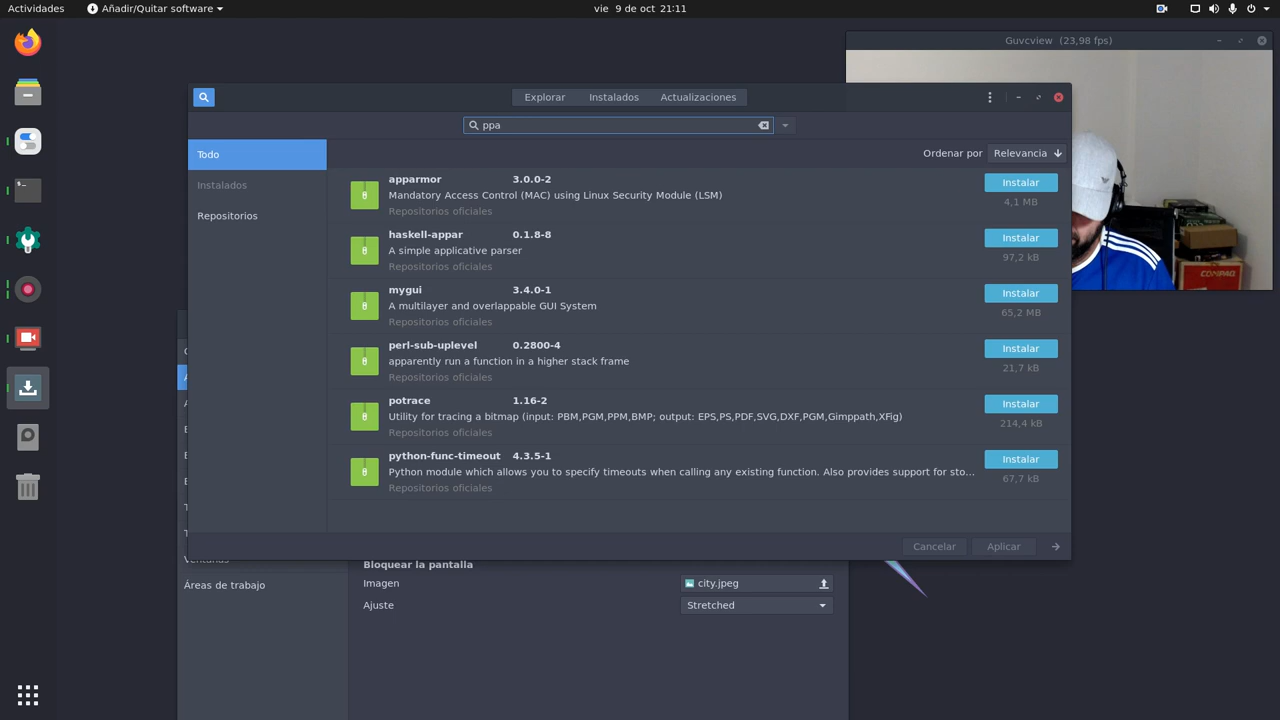 Actividades
Añadir/Quitar software
vie 9 de oct 21:11
Guvcview (23,98 fps)
Explorar
Instalados
Actualizaciones
ppa
Todo
Instalados
Repositorios
Ordenar por
Relevancia
apparmor 3.0.0-2
Mandatory Access Control (MAC) using Linux Security Module (LSM)
Repositorios oficiales
Instalar
4,1 MB
haskell-appar 0.1.8-8
A simple applicative parser
Repositorios oficiales
Instalar
97,2 kB
mygui 3.4.0-1
A multilayer and overlappable GUI System
Repositorios oficiales
Instalar
65,2 MB
perl-sub-uplevel 0.2800-4
apparently run a function in a higher stack frame
Repositorios oficiales
Instalar
21,7 kB
potrace 1.16-2
Utility for tracing a bitmap (input: PBM,PGM,PPM,BMP; output: EPS,PS,PDF,SVG,DXF,PGM,Gimppath,XFig)
Repositorios oficiales
Instalar
214,4 kB
python-func-timeout 4.3.5-1
Python module which allows you to specify timeouts when calling any existing function. Also provides support for sto...
Repositorios oficiales
Instalar
67,7 kB
Cancelar
Aplicar
Áreas de trabajo
Bloquear la pantalla
Imagen
city.jpeg
Ajuste
Stretched
COMPAQ